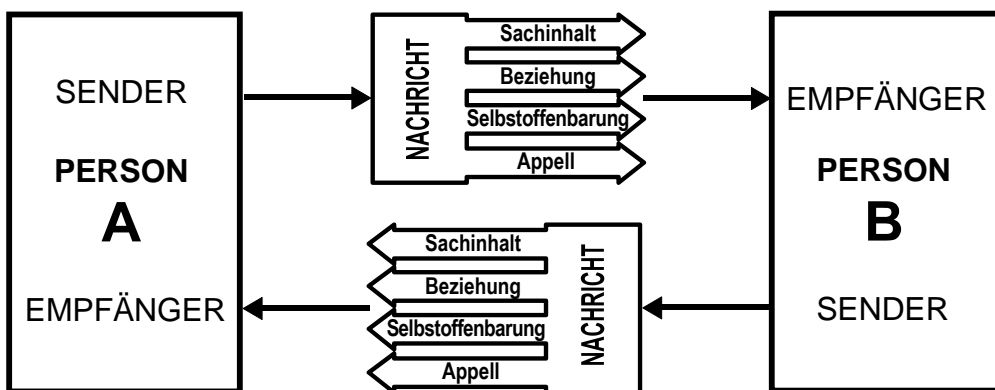 SENDER
PERSON
A
EMPFÄNGER
NACHRICHT
Sachinhalt
Beziehung
Selbstoffenbarung
Appell
Sachinhalt
Beziehung
Selbstoffenbarung
Appell
NACHRICHT
EMPFÄNGER
PERSON
B
SENDER